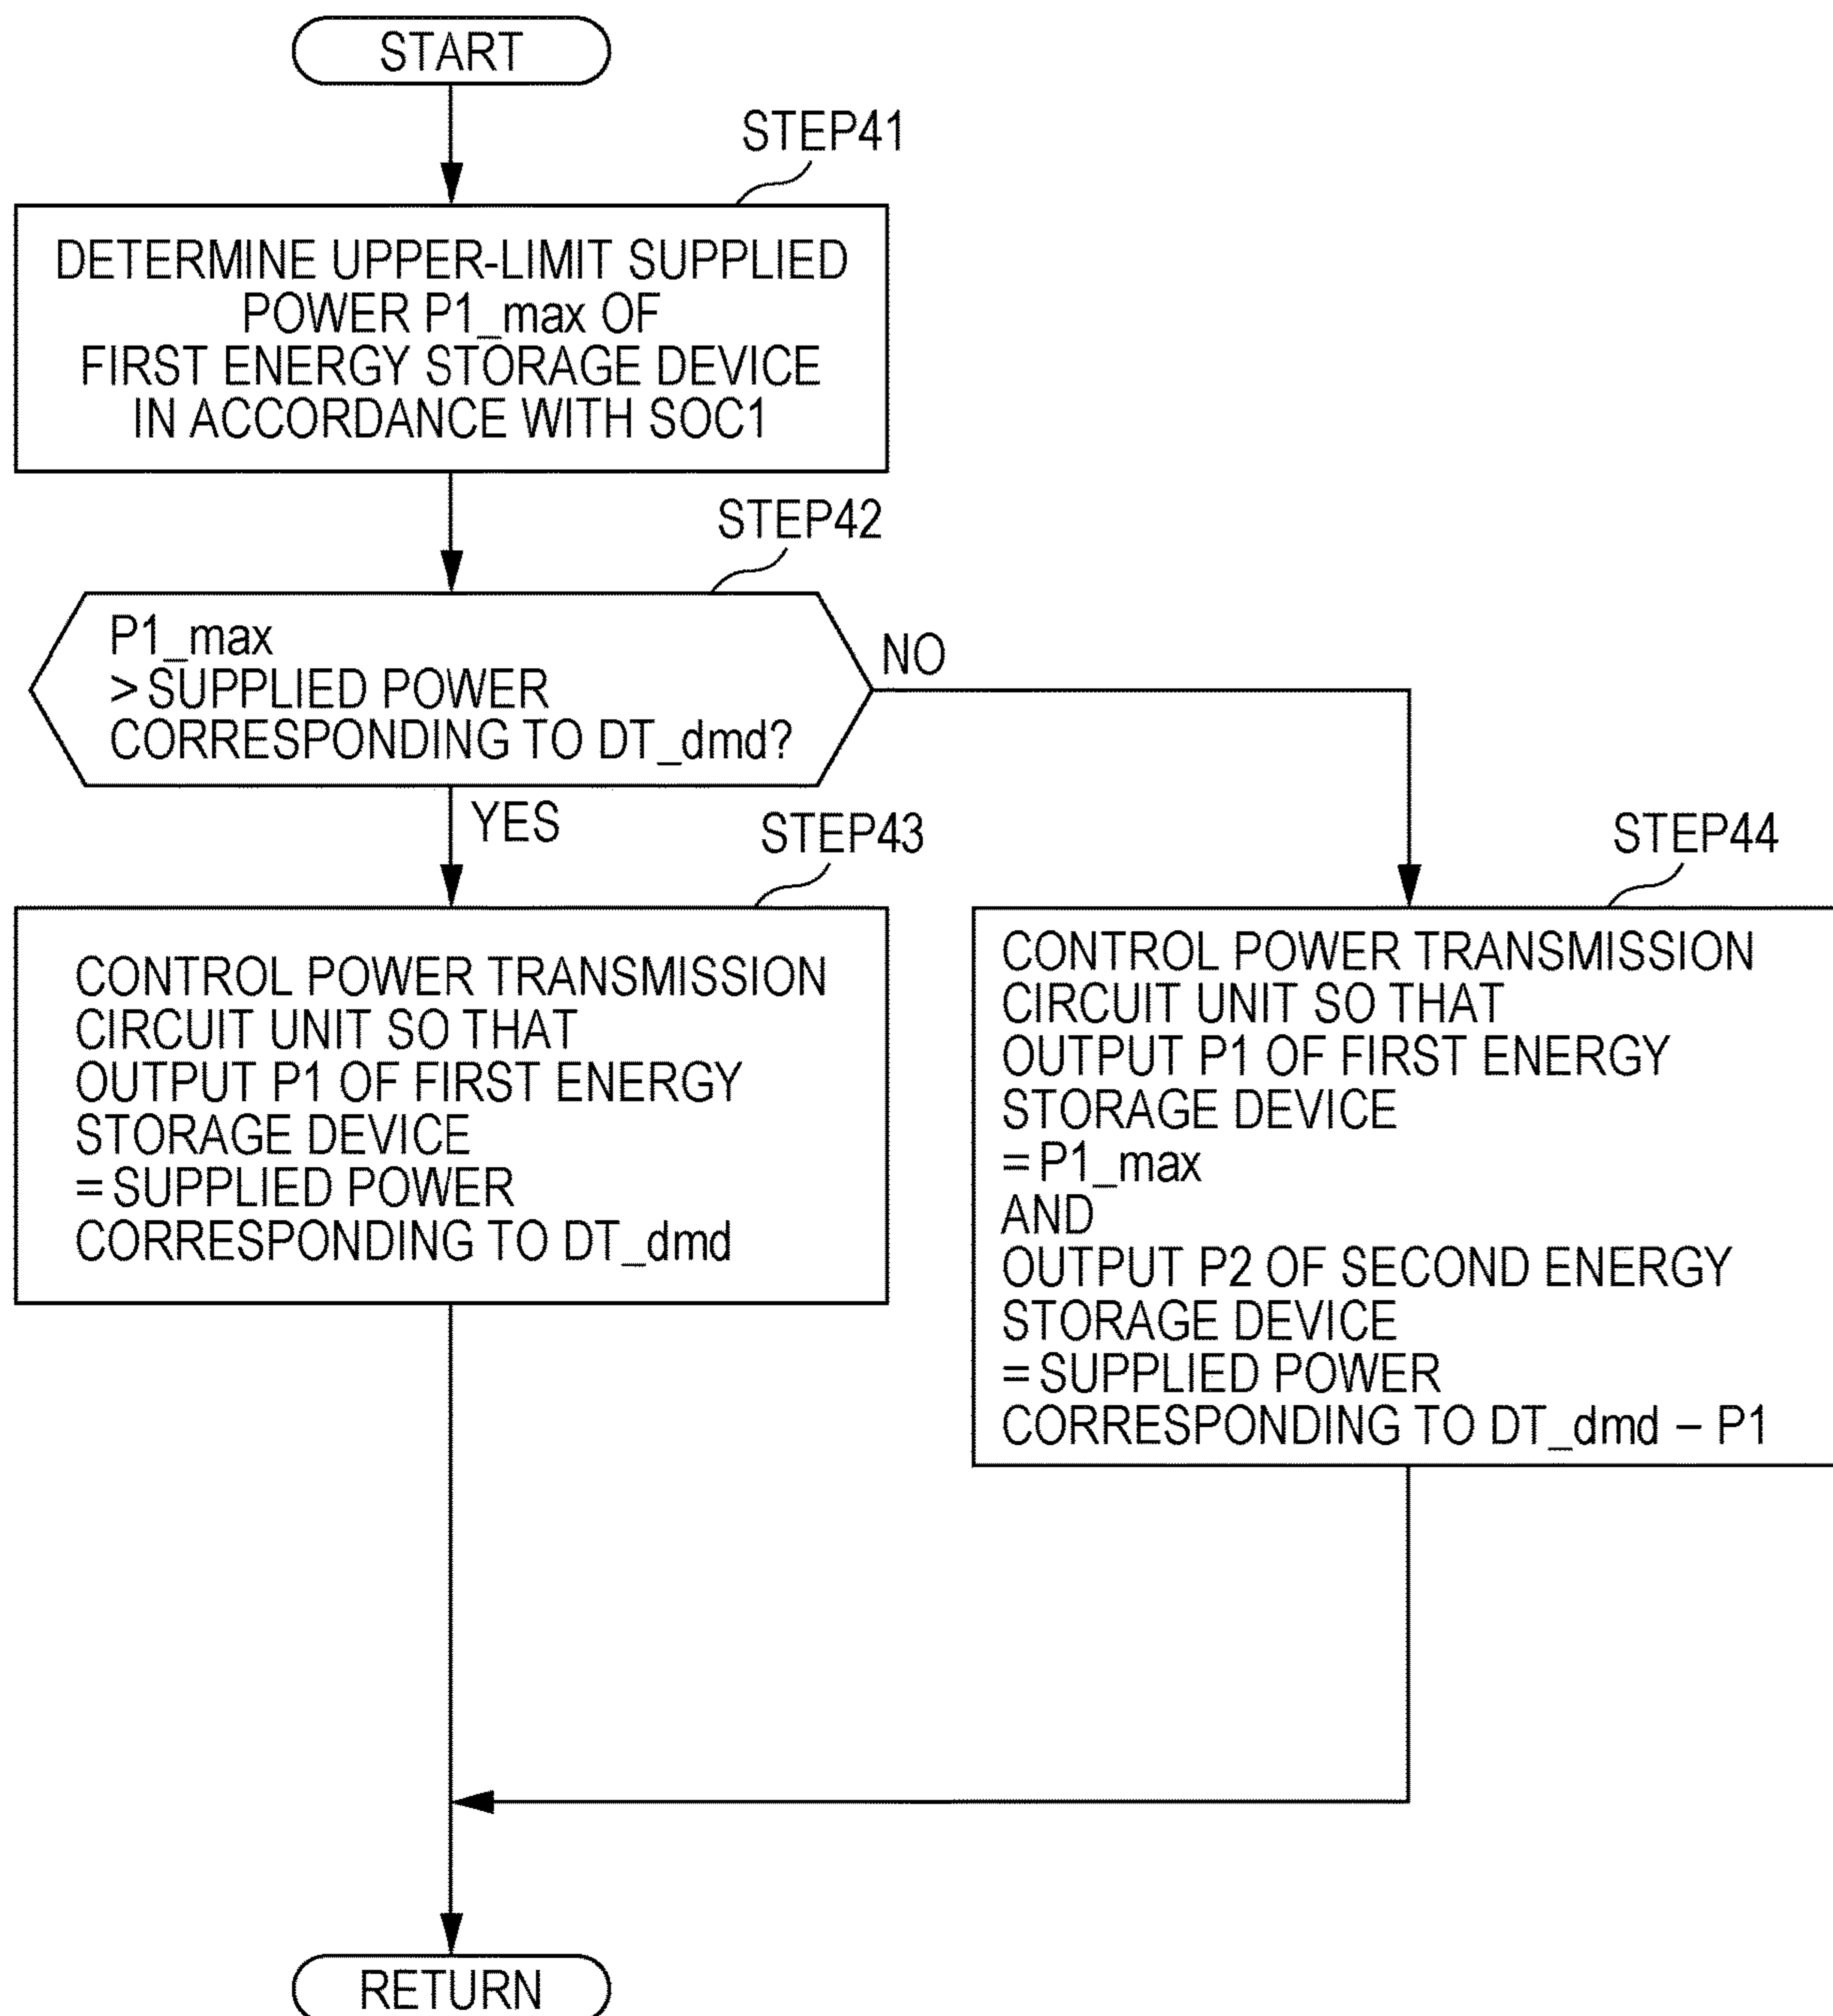 START
STEP41
DETERMINE UPPER-LIMIT SUPPLIED
POWER P1_max OF
FIRST ENERGY STORAGE DEVICE
IN ACCORDANCE WITH SOC1
STEP42
P1_max
> SUPPLIED POWER
CORRESPONDING TO DT_dmd?
NO
YES
STEP43
CONTROL POWER TRANSMISSION
CIRCUIT UNIT SO THAT
OUTPUT P1 OF FIRST ENERGY
STORAGE DEVICE
= SUPPLIED POWER
CORRESPONDING TO DT_dmd
STEP44
CONTROL POWER TRANSMISSION
CIRCUIT UNIT SO THAT
OUTPUT P1 OF FIRST ENERGY
STORAGE DEVICE
= P1_max
AND
OUTPUT P2 OF SECOND ENERGY
STORAGE DEVICE
= SUPPLIED POWER
CORRESPONDING TO DT_dmd – P1
RETURN